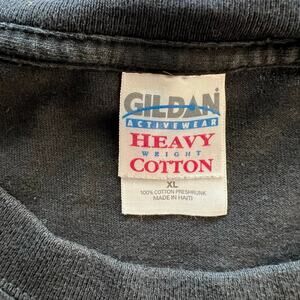 GILDAN
ACTIVEWEAR
HEAVY
WEIGHT
COTTON
XL
100% COTTON PRESHRUNK
MADE IN HAITI